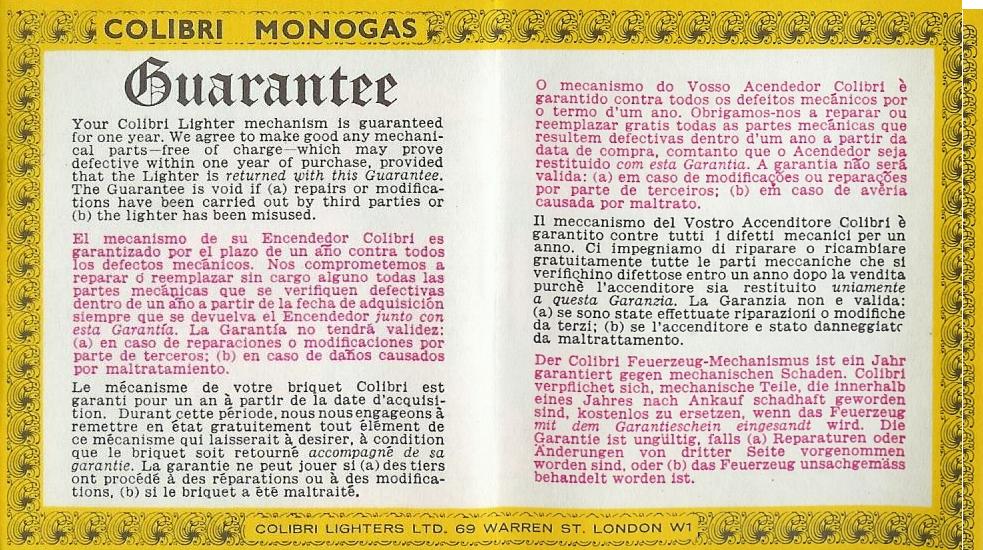 COLIBRI MONOGAS
Guarantee
Your Colibri Lighter mechanism is guaranteed
for one year. We agree to make good any mechani-
cal parts—free of charge—which may prove
defective within one year of purchase, provided
that the Lighter is returned with this Guarantee.
The Guarantee is void if (a) repairs or modifica-
tions have been carried out by third parties or
(b) the lighter has been misused.
El mecanismo de su Encendedor Colibri es
garantizado por el plazo de un año contra todos
los defectos mecánicos. Nos comprometemos a
reparar ó reemplazar sin cargo alguno todas las
partes mecánicas que se verifiquen defectivas
dentro de un año a partir de la fecha de adquisición
siempre que se devuelva el Encendedor junto con
esta Garantía. La Garantía no tendrá validez:
(a) en caso de reparaciones o modificaciones por
parte de terceros; (b) en caso de daños causados
por maltratamiento.
Le mécanisme de votre briquet Colibri est
garanti pour un an à partir de la date d'acquisi-
tion. Durant cette période, nous nous engageons à
remettre en état gratuitement tout élément de
ce mécanisme qui laisserait à desirer, à condition
que le briquet soit retourné accompagné de sa
garantie. La garantie ne peut jouer si (a) des tiers
ont procédé à des réparations ou à des modifica-
tions, (b) si le briquet a été maltraité.
O mecanismo do Vosso Acendedor Colibri è
garantido contra todos os defeitos mecânicos por
o termo d'um ano. Obrigamos-nos a reparar ou
reemplazar gratis todas as partes mecânicas que
resultem defectivas dentro d'um ano a partir da
data de compra, comtanto que o Acendedor seja
restituido com esta Garantia. A garantia não será
valida: (a) em caso de modificações ou reparações
por parte de terceiros; (b) em caso de avería
causada por maltrato.
Il meccanismo del Vostro Accenditore Colibri è
garantito contre tutti i difetti mecanici per un
anno. Ci impegniamo di riparare o ricambiare
gratuitamente tutte le parti meccaniche che si
verifichino difettose entro un anno dopo la vendita
purchè l'accenditore sia restituito uniamente
a questa Garanzia. La Garanzia non e valida:
(a) se sono state effettuate riparazioni o modifiche
da terzi; (b) se l'accenditore e stato danneggiato
da maltrattamento.
Der Colibri Feuerzeug-Mechanismus ist ein Jahr
garantiert gegen mechanischen Schaden. Colibri
verpflichet sich, mechanische Teile, die innerhalb
eines Jahres nach Ankauf schadhaft geworden
sind, kostenlos zu ersetzen, wenn das Feuerzeug
mit dem Garantieschein eingesandt wird. Die
Garantie ist ungültig, falls (a) Reparaturen oder
Änderungen von dritter Seite vorgenommen
worden sind, oder (b) das Feuerzeug unsachgemäss
behandelt worden ist.
COLIBRI LIGHTERS LTD. 69 WARREN ST. LONDON W1